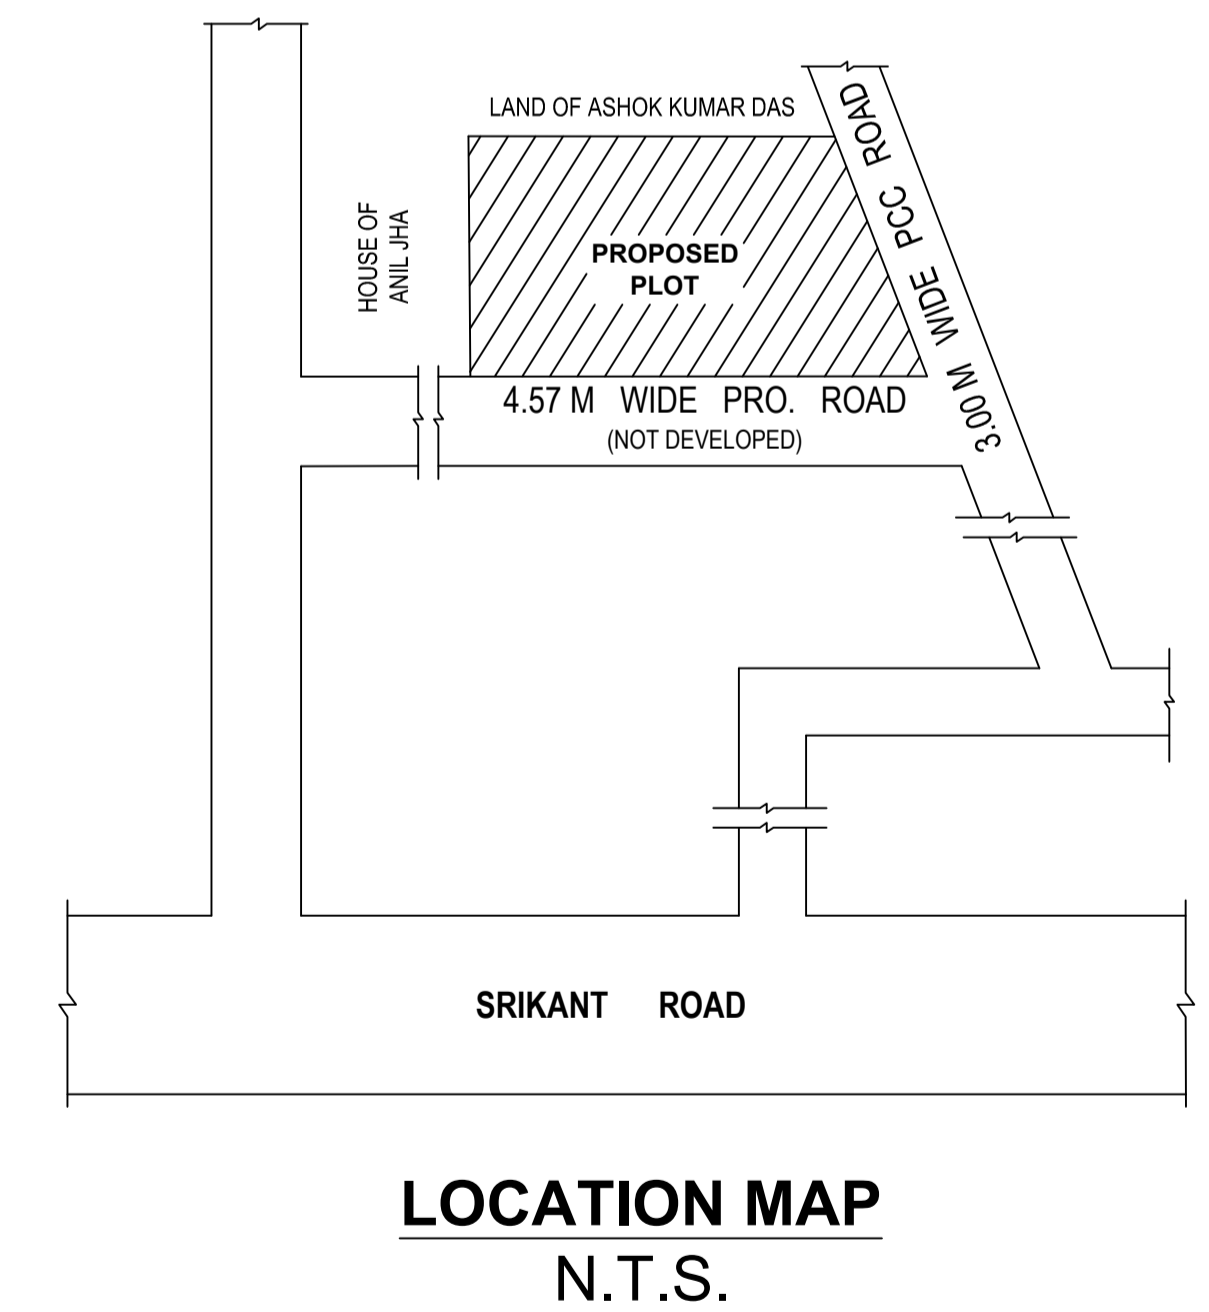 LAND OF ASHOK KUMAR DAS
HOUSE OF
ANIL JHA
PROPOSED
PLOT
3.00 M WIDE PCC ROAD
4.57 M WIDE PRO. ROAD
(NOT DEVELOPED)
SRIKANT ROAD
LOCATION MAP
N.T.S.